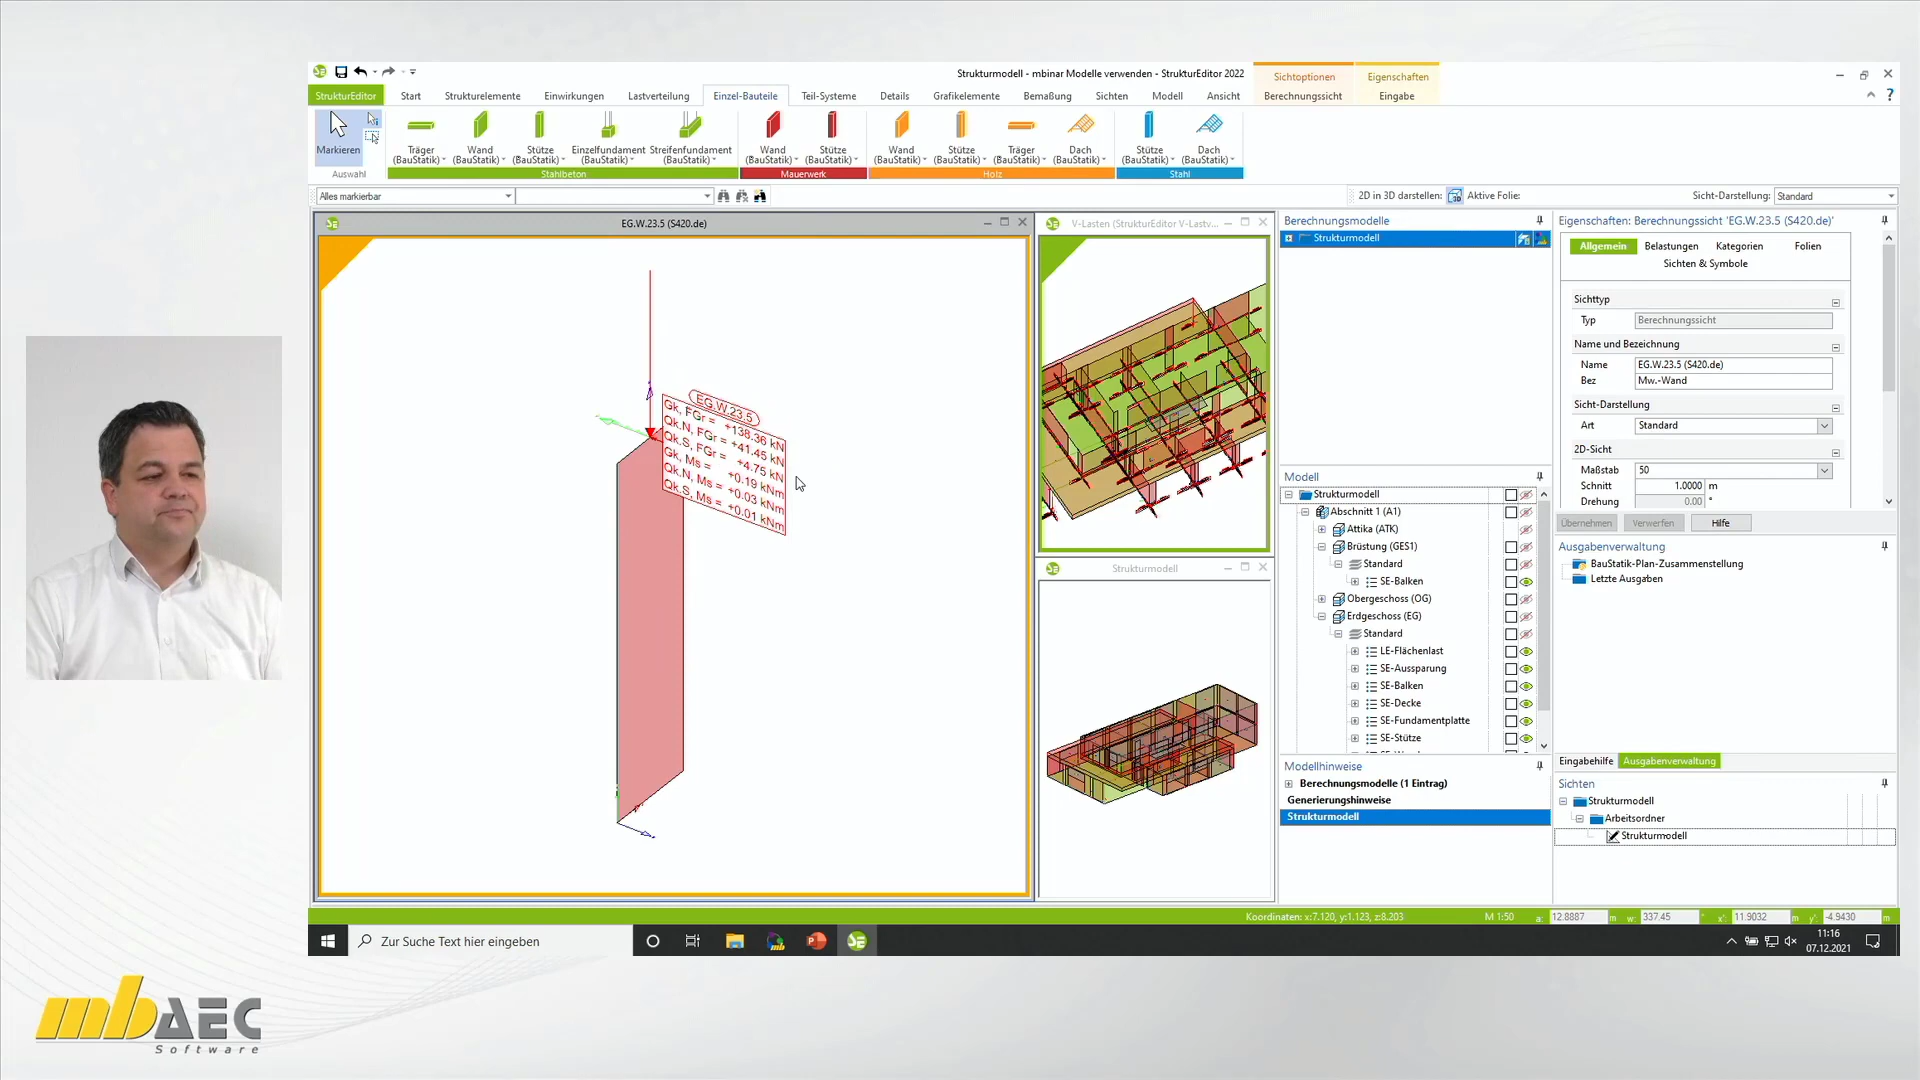 Strukturmodell - mbinar Modelle verwenden - StrukturEditor 2022
Sichtoptionen
Eigenschaften
StrukturEditor
Start
Strukturelemente
Einwirkungen
Lastverteilung
Einzel-Bauteile
Teil-Systeme
Details
Grafikelemente
Bemaßung
Sichten
Modell
Ansicht
Berechnungssicht
Eingabe
Markieren
Träger (BauStatik)
Wand (BauStatik)
Stütze (BauStatik)
Einzelfundament (BauStatik)
Streifenfundament (BauStatik)
Wand (BauStatik)
Stütze (BauStatik)
Wand (BauStatik)
Stütze (BauStatik)
Träger (BauStatik)
Dach (BauStatik)
Stütze (BauStatik)
Dach (BauStatik)
Auswahl
Stahlbeton
Mauerwerk
Holz
Stahl
Alles markierbar
2D in 3D darstellen:
Aktive Folie:
Sicht-Darstellung:
Standard
EG.W.23.5 (S420.de)
EG.W.23.5
Gk, FGr = +138.36 kN
Qk.N, FGr = +41.45 kN
Qk.S, FGr = +4.75 kN
Gk, Ms = +0.19 kNm
Qk.N, Ms = +0.03 kNm
Qk.S, Ms = +0.01 kNm
V-Lasten (StrukturEditor V-Lastv...
Strukturmodell
Berechnungsmodelle
Strukturmodell
Modell
Strukturmodell
Abschnitt 1 (A1)
Attika (ATK)
Brüstung (GES1)
Standard
SE-Balken
Obergeschoss (OG)
Erdgeschoss (EG)
Standard
LE-Flächenlast
SE-Aussparung
SE-Balken
SE-Decke
SE-Fundamentplatte
SE-Stütze
Modellhinweise
Berechnungsmodelle (1 Eintrag)
Generierungshinweise
Strukturmodell
Eigenschaften: Berechnungssicht 'EG.W.23.5 (S420.de)'
Allgemein
Belastungen
Kategorien
Folien
Sichten & Symbole
Sichttyp
Typ Berechnungssicht
Name und Bezeichnung
Name EG.W.23.5 (S420.de)
Bez Mw.-Wand
Sicht-Darstellung
Art Standard
2D-Sicht
Maßstab 50
Schnitt 1.0000 m
Drehung 0.00 °
Übernehmen
Verwerfen
Hilfe
Ausgabenverwaltung
BauStatik-Plan-Zusammenstellung
Letzte Ausgaben
Eingabehilfe
Ausgabenverwaltung
Sichten
Strukturmodell
Arbeitsordner
Strukturmodell
Koordinaten: x:7.120, y:1.123, z:8.203
M 1:50
a: 12.8887 m
w: 337.45 °
x': 11.9032 m
y': -4.9430 m
Zur Suche Text hier eingeben
11:16
07.12.2021
mb AEC
Software